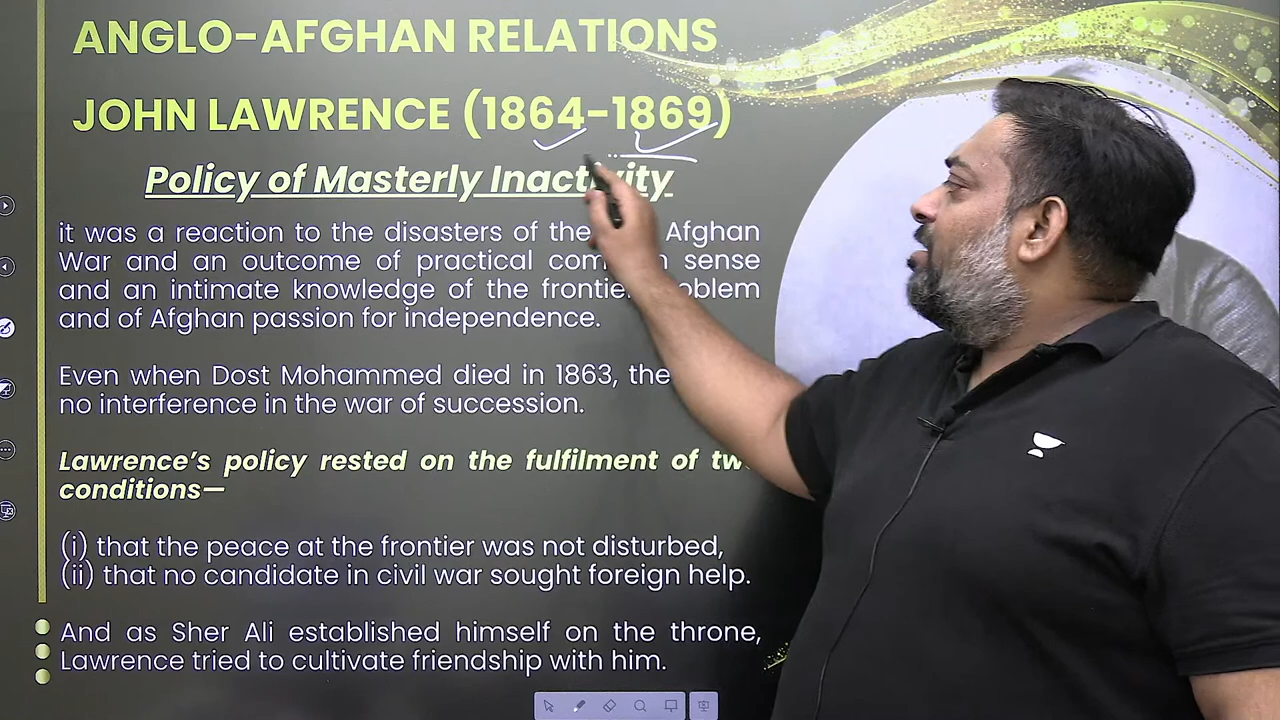 ANGLO-AFGHAN RELATIONS
JOHN LAWRENCE (1864-1869)
Policy of Masterly Inactivity
it was a reaction to the disasters of the Afghan
War and an outcome of practical sense
and an intimate knowledge of the
and of Afghan passion for independence.
Even when Dost Mohammed died in 1863, the
no interference in the war of succession.
Lawrence's policy rested on the fulfilment of
conditions—
(i) that the peace at the frontier was not disturbed,
(ii) that no candidate in civil war sought foreign help.
And as Sher Ali established himself on the throne,
Lawrence tried to cultivate friendship with him.